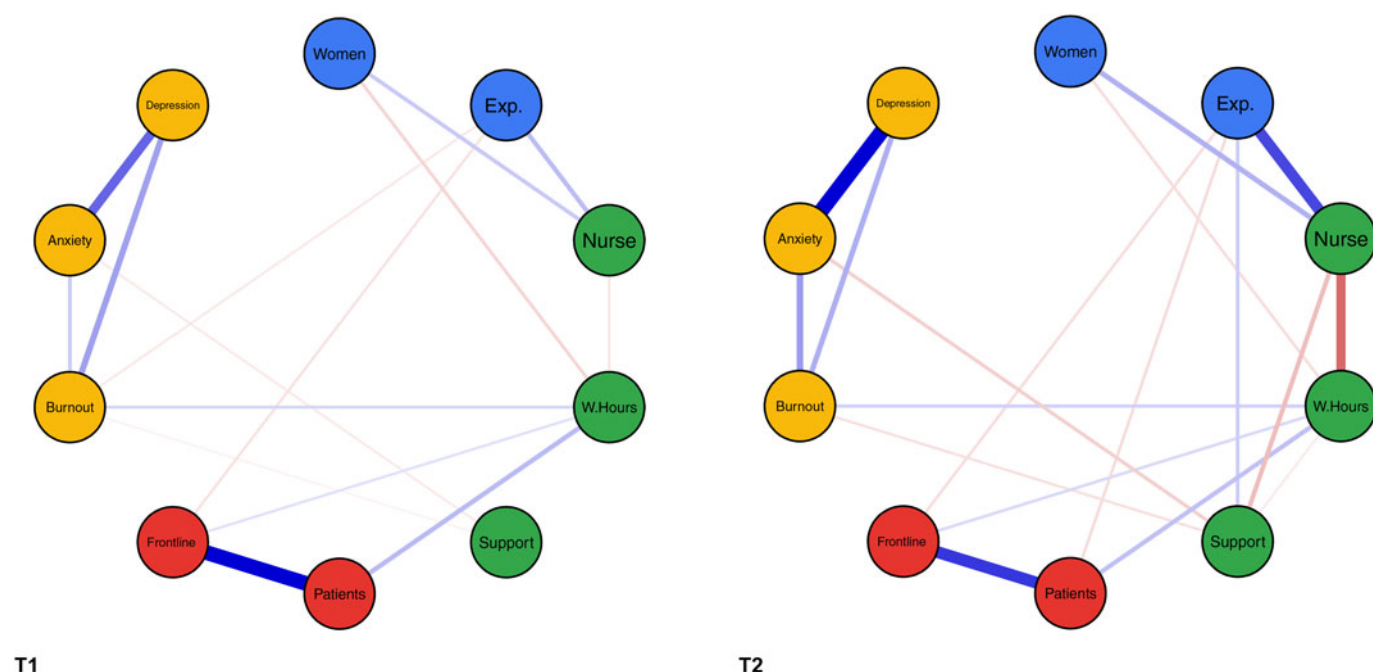 Women
Exp.
Depression
Anxiety
Nurse
Burnout
W.Hours
Frontline
Support
Patients
T1
Women
Exp.
Depression
Anxiety
Nurse
Burnout
W.Hours
Frontline
Support
Patients
T2